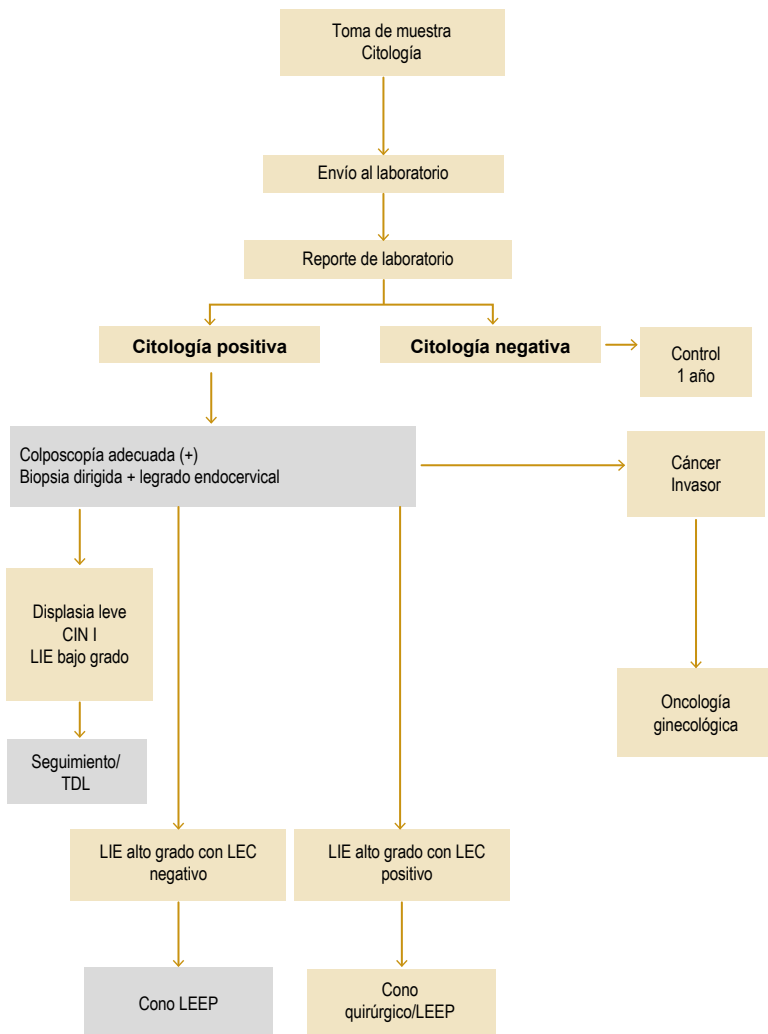 Toma de muestra
Citología
Envío al laboratorio
Reporte de laboratorio
Citología positiva
Citología negativa
Control
1 año
Colposcopía adecuada (+)
Biopsia dirigida + legrado endocervical
Cáncer
Invasor
Displasia leve
CIN I
LIE bajo grado
Oncología
ginecológica
Seguimiento/
TDL
LIE alto grado con LEC
negativo
LIE alto grado con LEC
positivo
Cono LEEP
Cono
quirúrgico/LEEP